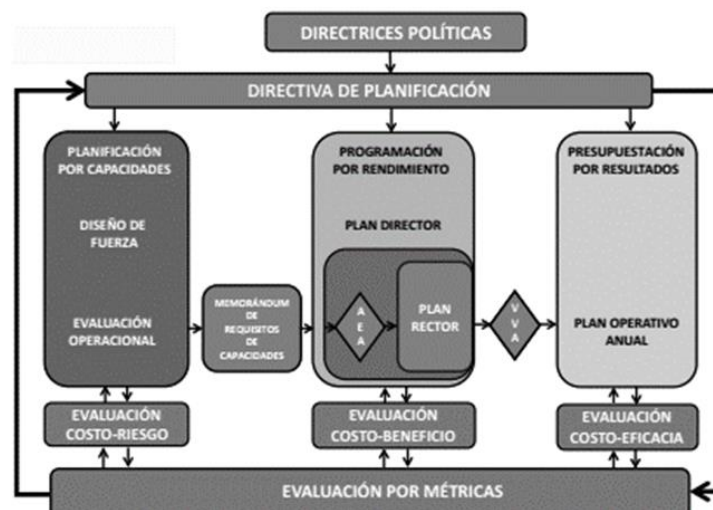 DIRECTRICES POLÍTICAS
DIRECTIVA DE PLANIFICACIÓN
PLANIFICACIÓN
POR CAPACIDADES
DISEÑO DE
FUERZA
EVALUACIÓN
OPERACIONAL
MEMORÁNDUM
DE
REQUISITOS
DE
CAPACIDADES
PROGRAMACIÓN
POR RENDIMIENTO
PLAN DIRECTOR
A
E
A
PLAN
RECTOR
V
V
A
PRESUPUESTACIÓN
POR RESULTADOS
PLAN OPERATIVO
ANUAL
EVALUACIÓN
COSTO-RIESGO
EVALUACIÓN
COSTO-BENEFICIO
EVALUACIÓN
COSTO-EFICACIA
EVALUACIÓN POR MÉTRICAS